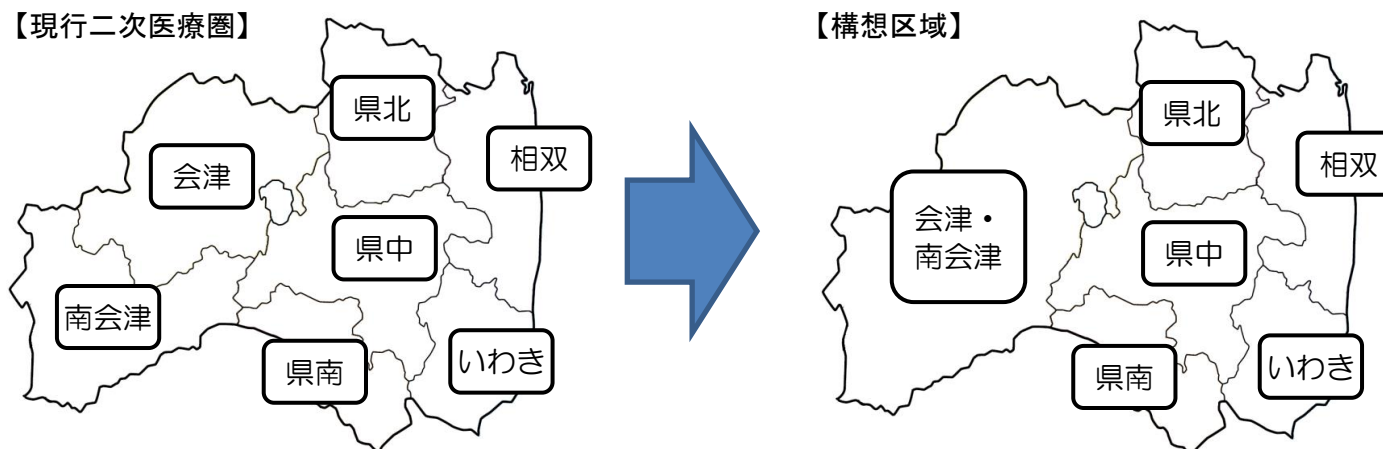 【現行二次医療圏】
県北
相双
会津
県中
南会津
県南
いわき
【構想区域】
県北
相双
会津・
南会津
県中
県南
いわき